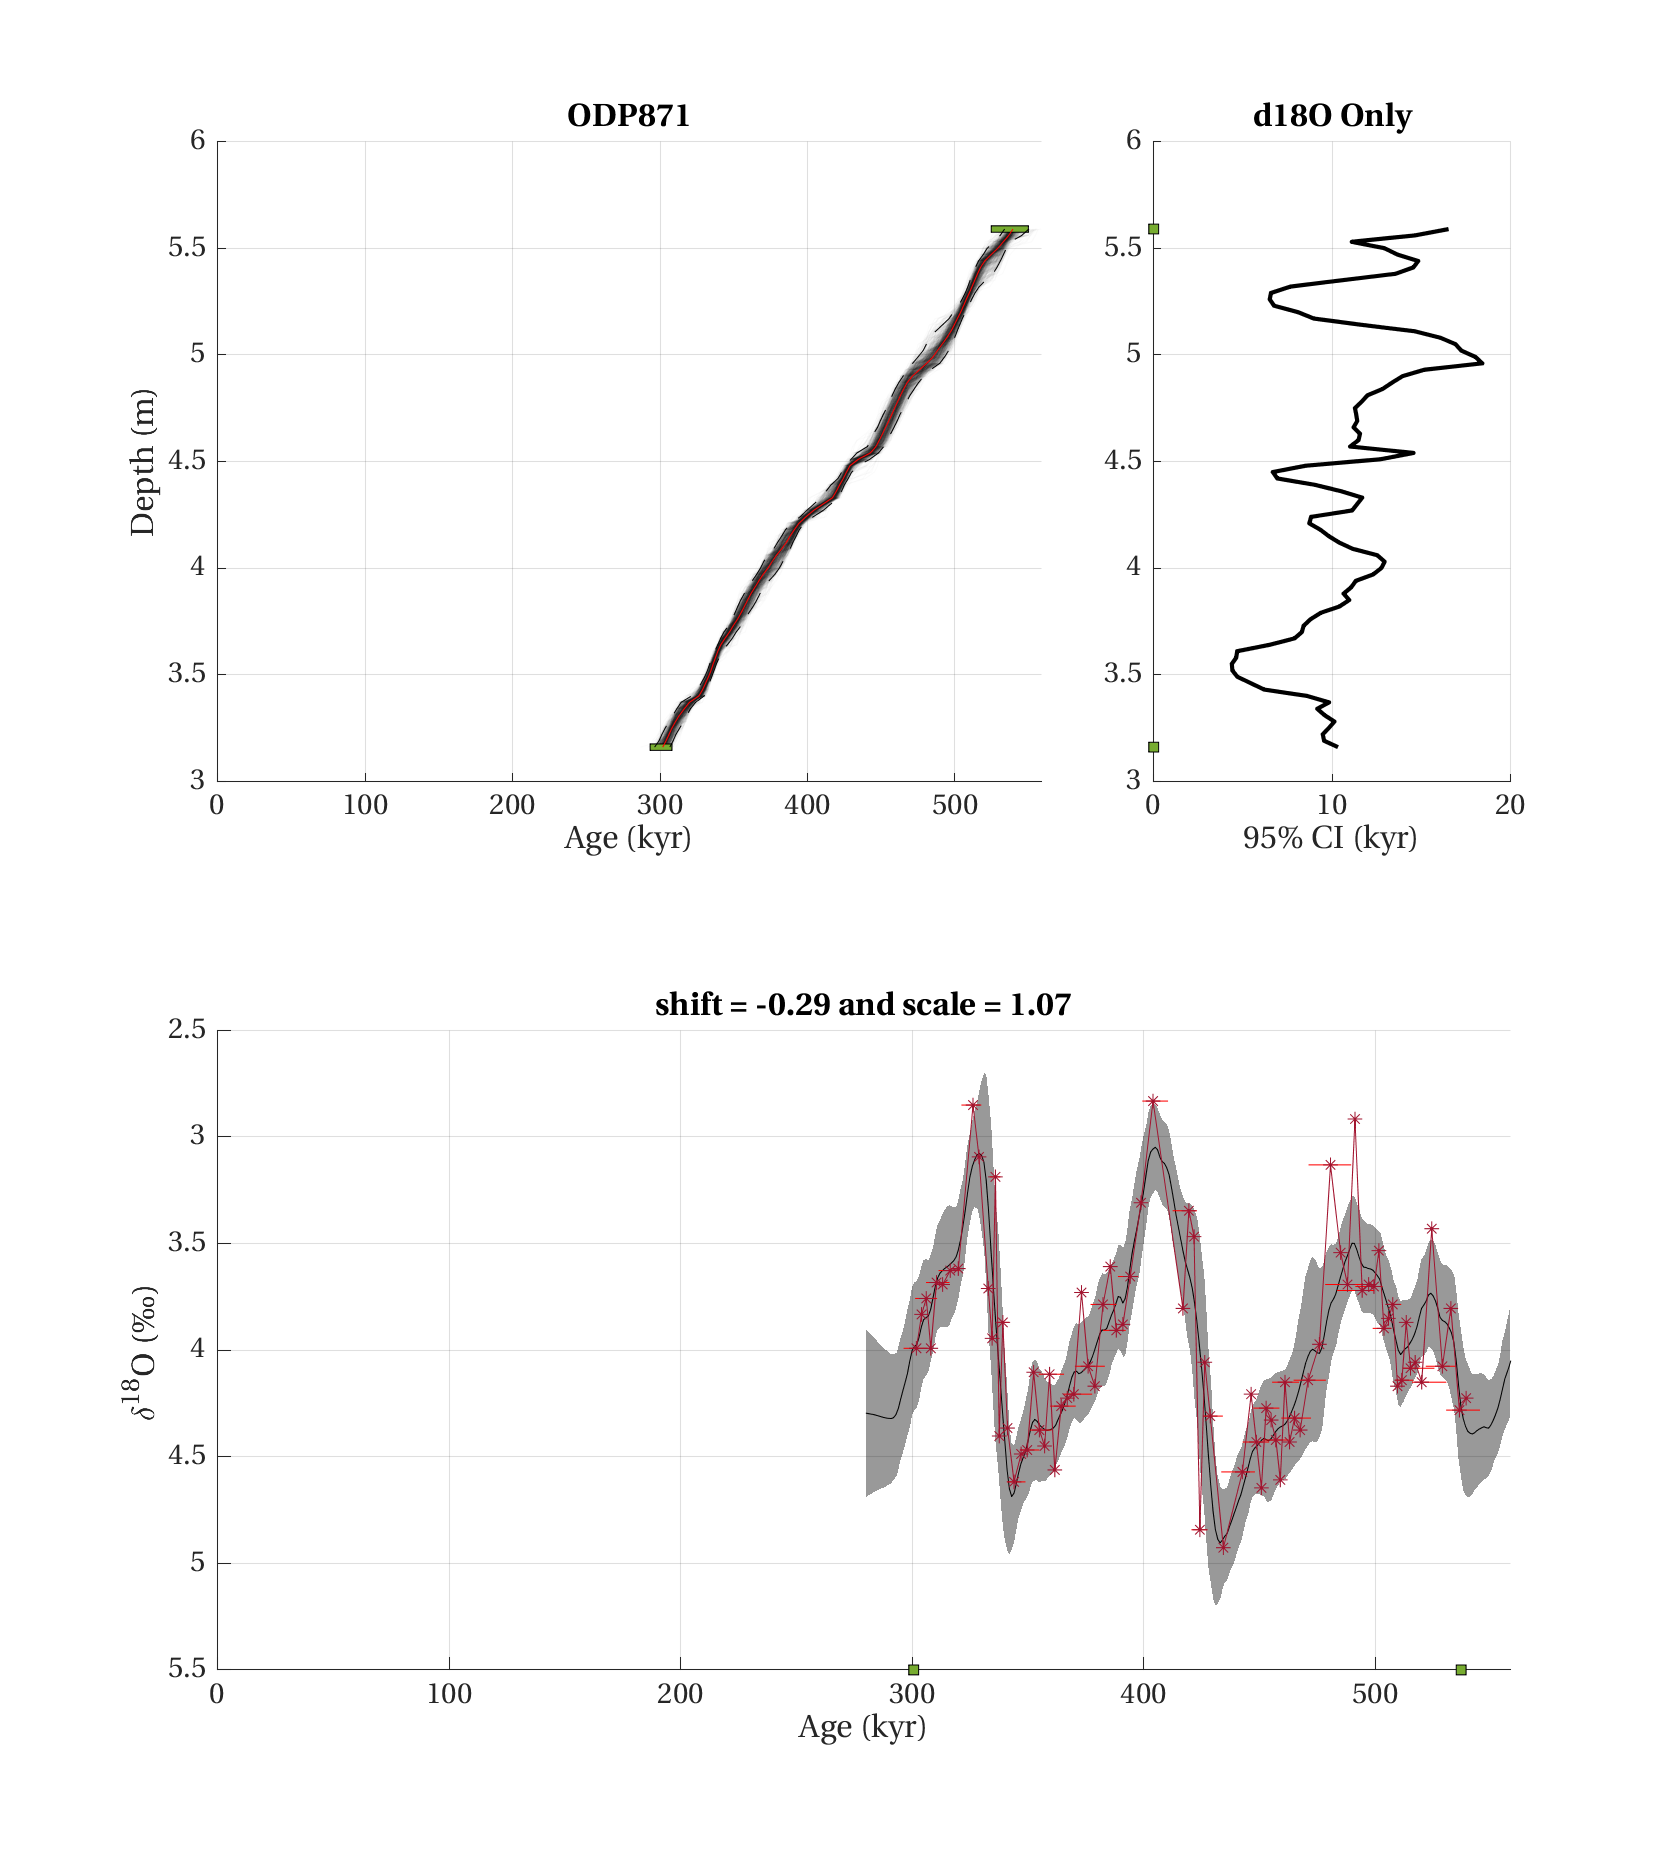 ODP871
d18O Only
6
5.5
5
4.5
4
3.5
3
Depth (m)
0 100 200 300 400 500
Age (kyr)
6
5.5
5
4.5
4
3.5
3
0 10 20
95% CI (kyr)
shift = -0.29 and scale = 1.07
2.5
3
3.5
4
4.5
5
5.5
δ¹⁸O (‰)
0 100 200 300 400 500
Age (kyr)